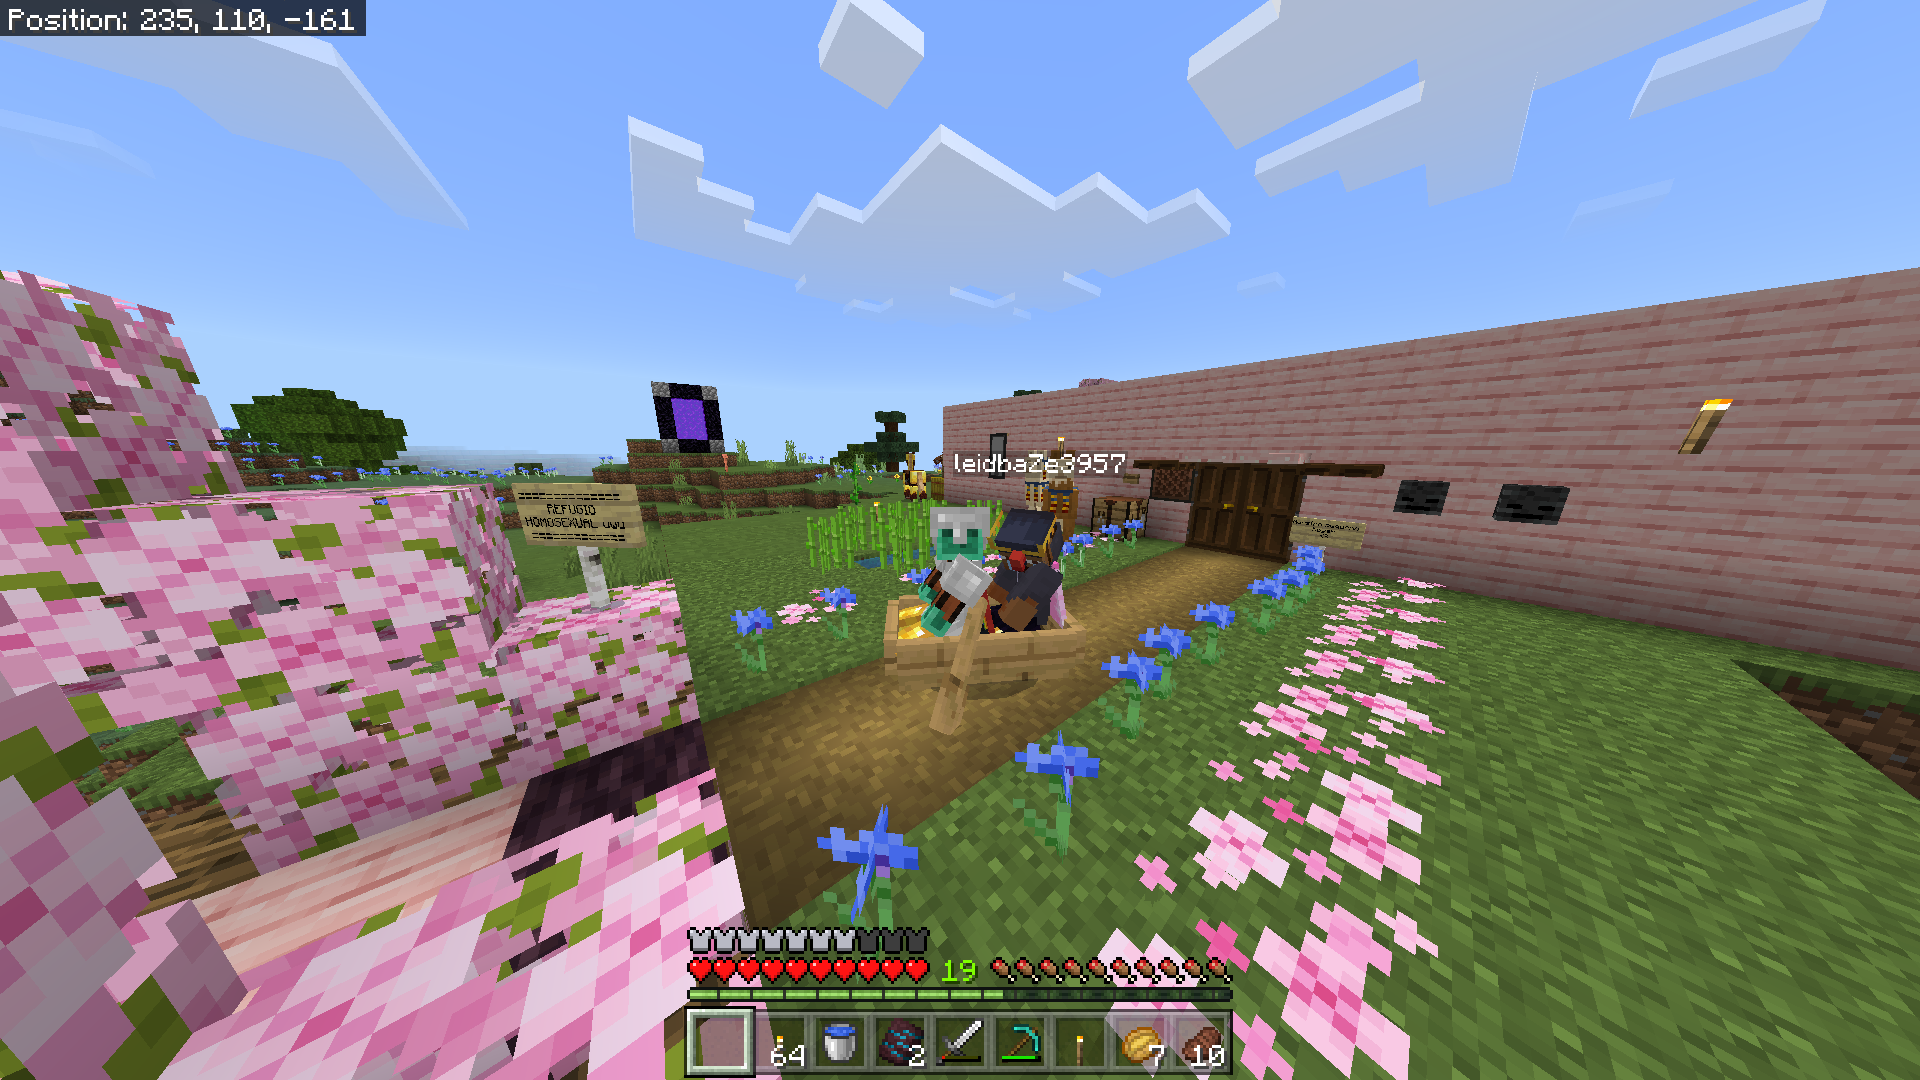 Position: 235, 110, -161
leidbaZe3957
REFUGIO
HOMOSEXUAL uwu
19
64
2
7
10